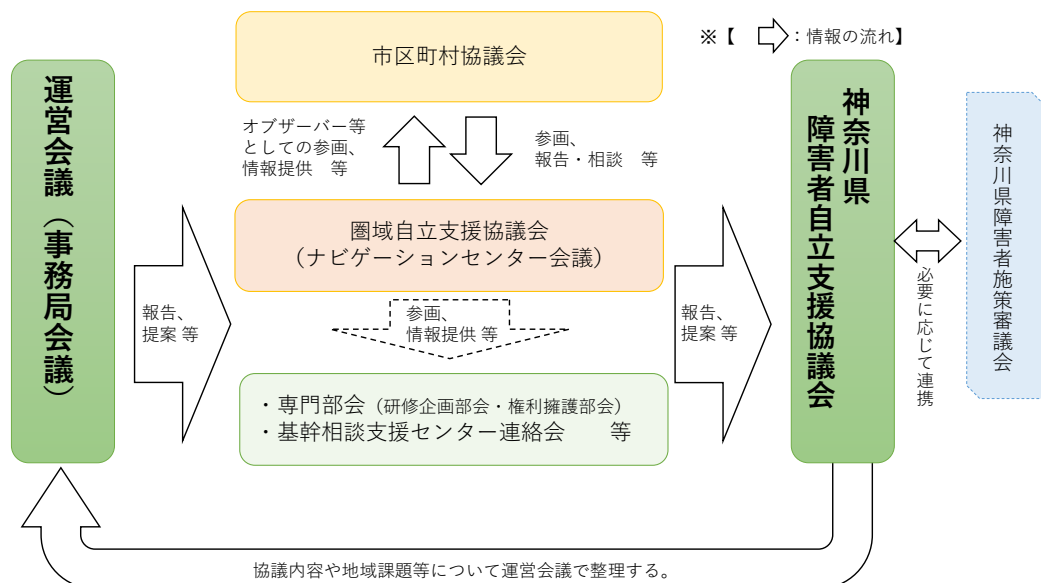 ※【　　：情報の流れ】
市区町村協議会
運営会議（事務局会議）
オブザーバー等
としての参画、
情報提供　等
参画、
報告・相談　等
圏域自立支援協議会
（ナビゲーションセンター会議）
報告、
提案 等
参画、
情報提供 等
報告、
提案 等
・専門部会（研修企画部会・権利擁護部会）
・基幹相談支援センター連絡会　　等
神奈川県
障害者自立支援協議会
必要に応じて連携
神奈川県障害者施策審議会
協議内容や地域課題等について運営会議で整理する。